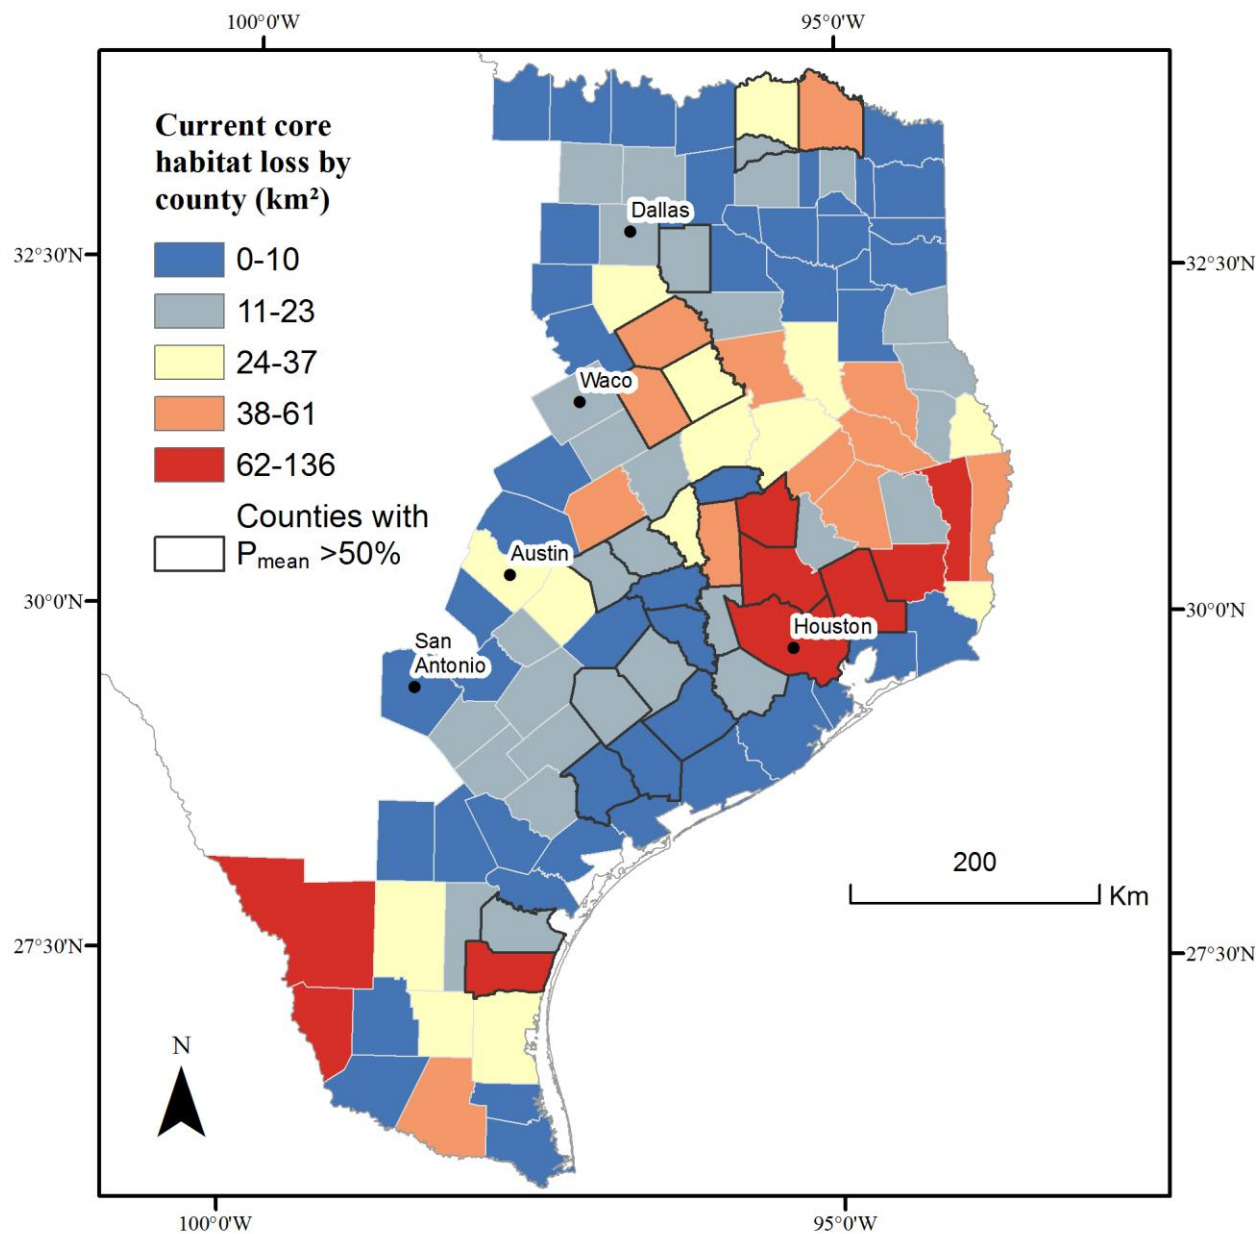 100°0'W
95°0'W
Current core
habitat loss by
county (km²)
0-10
11-23
24-37
38-61
62-136
Counties with
Pmean >50%
Dallas
32°30'N
32°30'N
Waco
Austin
30°0'N
30°0'N
Houston
San
Antonio
200
Km
27°30'N
27°30'N
N
100°0'W
95°0'W